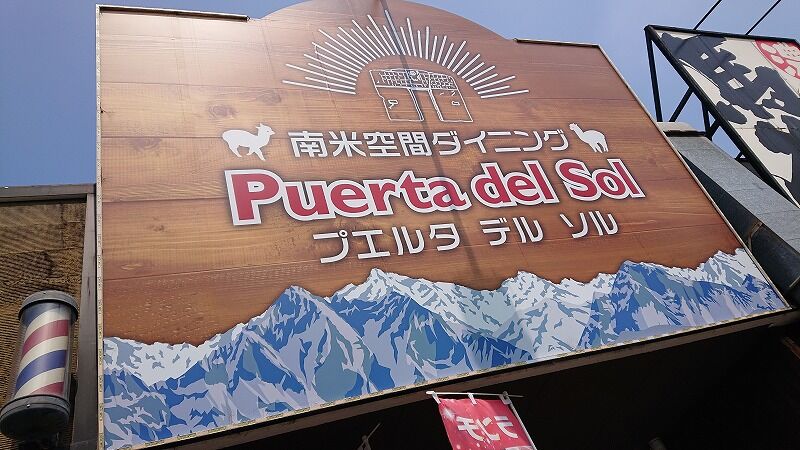 南米空間ダイニング
Puerta del Sol
プエルタ デル ソル